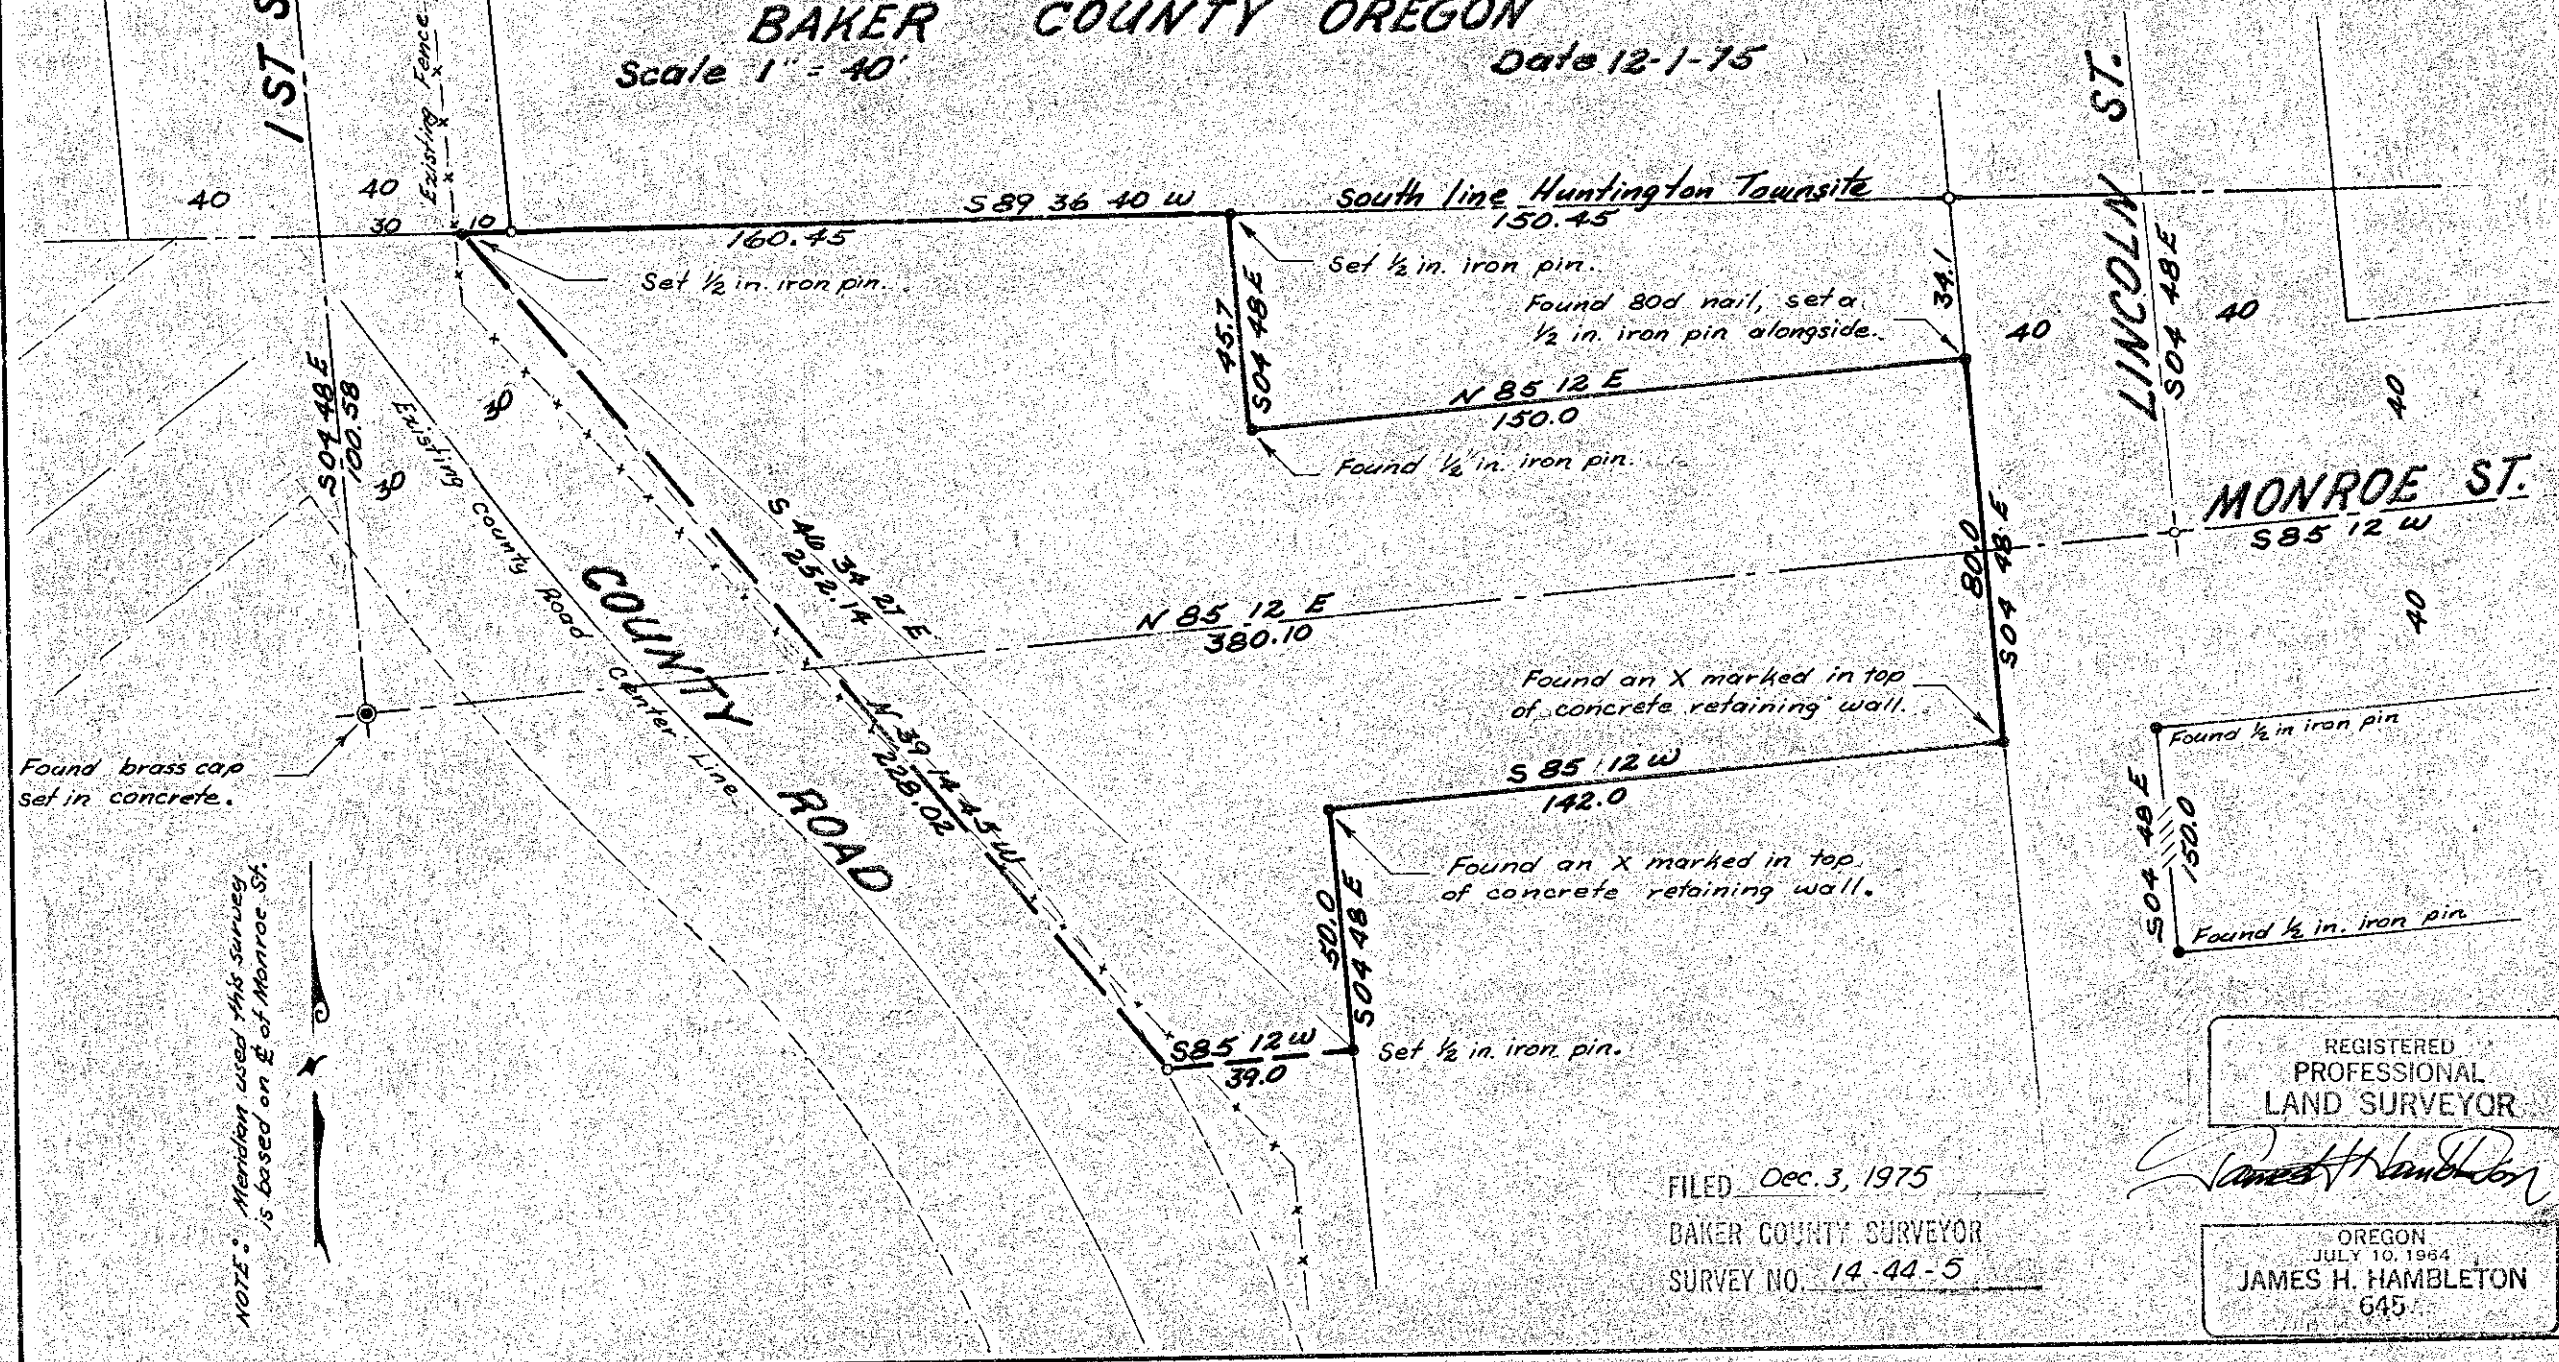 BAKER COUNTY OREGON
Scale 1" = 40'
Date 12-1-75
1ST
Existing Fence
40
40
30
10
S 89 36 40 W
160.45
South line Huntington Townsite
150.45
Set ½ in. iron pin.
Set ½ in. iron pin.
45.7
S04 48 E
Found 80d nail, set a
½ in. iron pin alongside.
34.1
40
LINCOLN ST.
S04 48 E
40
40
N 85 12 E
150.0
Found ½ in. iron pin.
S04 48 E
100.58
30
30
Existing County Road Center Line
COUNTY ROAD
S 46 34 27 E
252.14
N 85 12 E
380.10
80.0
S04 48 E
MONROE ST.
S 85 12 W
40
N 39 14 45 W
228.02
Found an X marked in top
of concrete retaining wall.
S 85 12 W
142.0
Found brass cap
Set in concrete.
Found an X marked in top
of concrete retaining wall.
50.0
S04 48 E
Found ½ in iron pin
S04 48 E
150.0
Found ½ in. iron pin
S85 12 W
39.0
Set ½ in. iron pin.
NOTE: Meridian used this survey
is based on ℄ of Monroe St.
FILED Dec. 3, 1975
BAKER COUNTY SURVEYOR
SURVEY NO. 14-44-5
REGISTERED
PROFESSIONAL
LAND SURVEYOR
James H Hambleton
OREGON
JULY 10, 1964
JAMES H. HAMBLETON
645